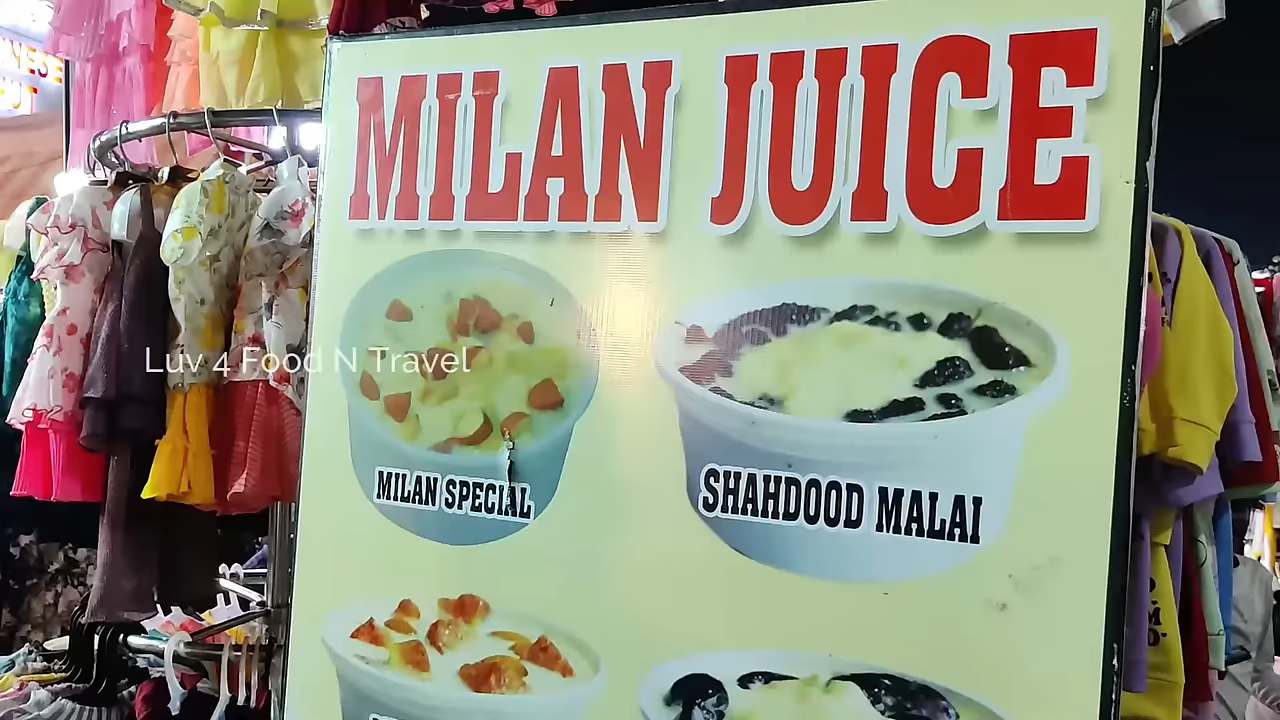 MILAN JUICE
Luv 4 Food N Travel
MILAN SPECIAL
SHAHDOOD MALAI